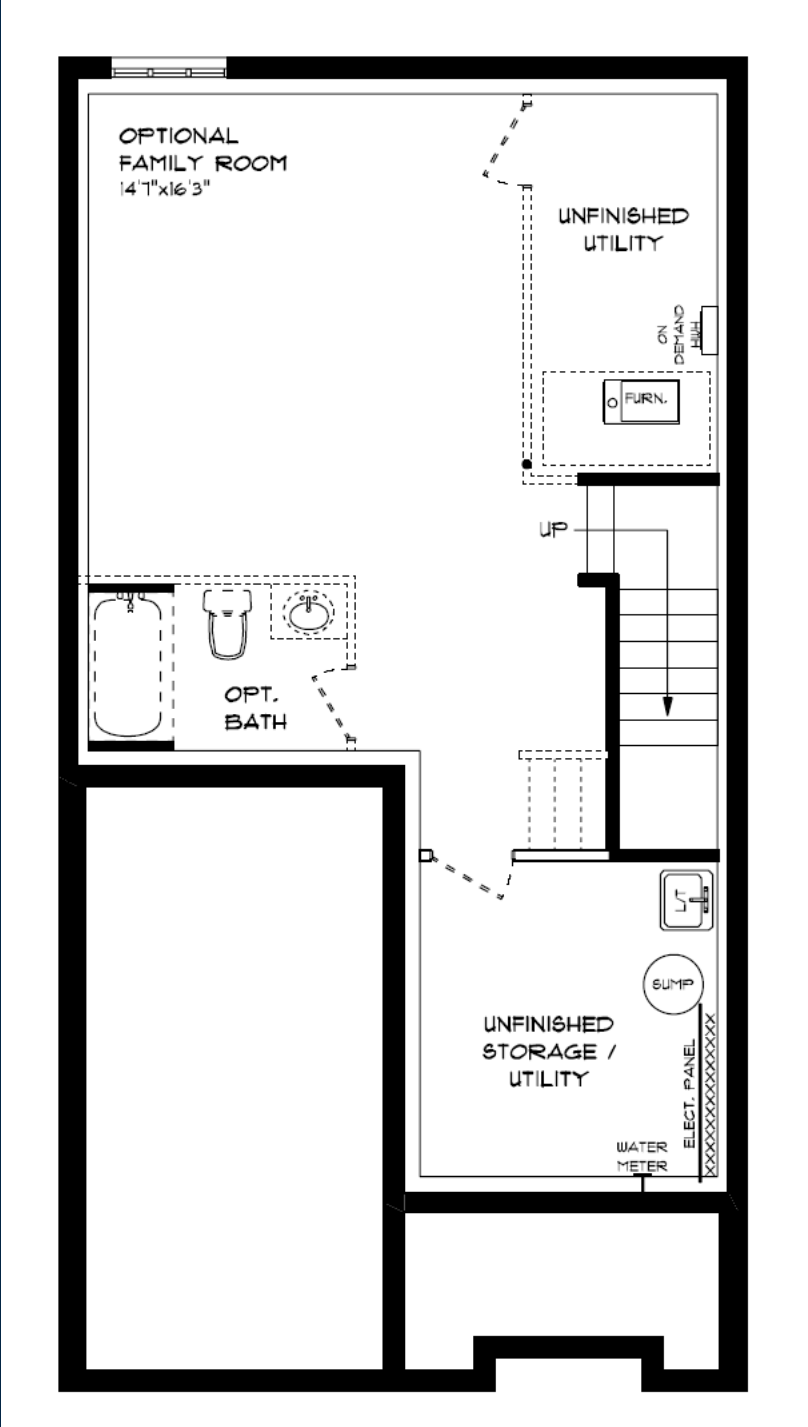 OPTIONAL
FAMILY ROOM
14'7"x16'3"
UNFINISHED
UTILITY
ON
DEMAND
HWH
FURN.
UP
OPT.
BATH
L/T
SUMP
UNFINISHED
STORAGE /
UTILITY
ELECT. PANEL
WATER
METER